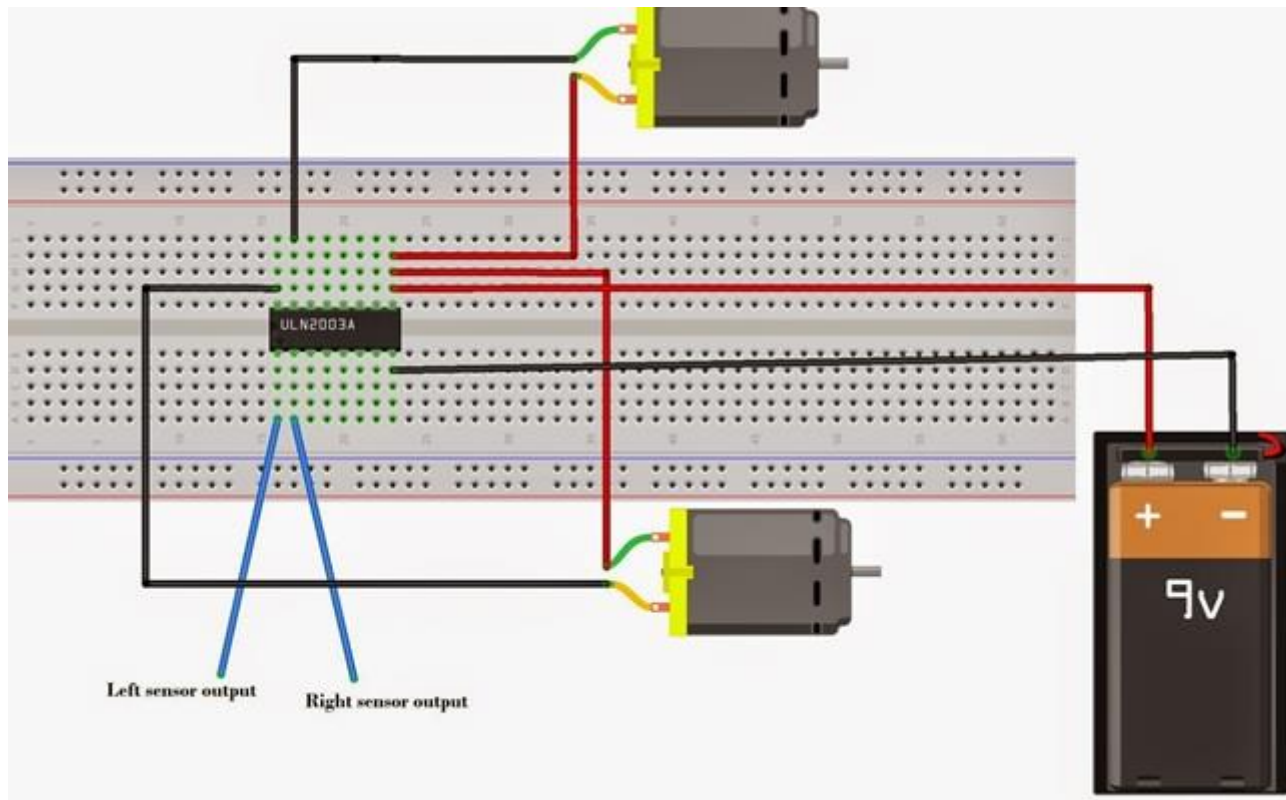 ULN2003A
+ -
9v
Left sensor output
Right sensor output